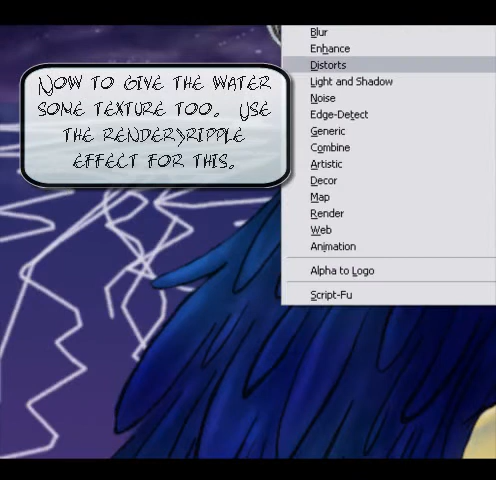 Now to give the water
some texture too. Use
the render>ripple
effect for this.
Blur
Enhance
Distorts
Light and Shadow
Noise
Edge-Detect
Generic
Combine
Artistic
Decor
Map
Render
Web
Animation
Alpha to Logo
Script-Fu